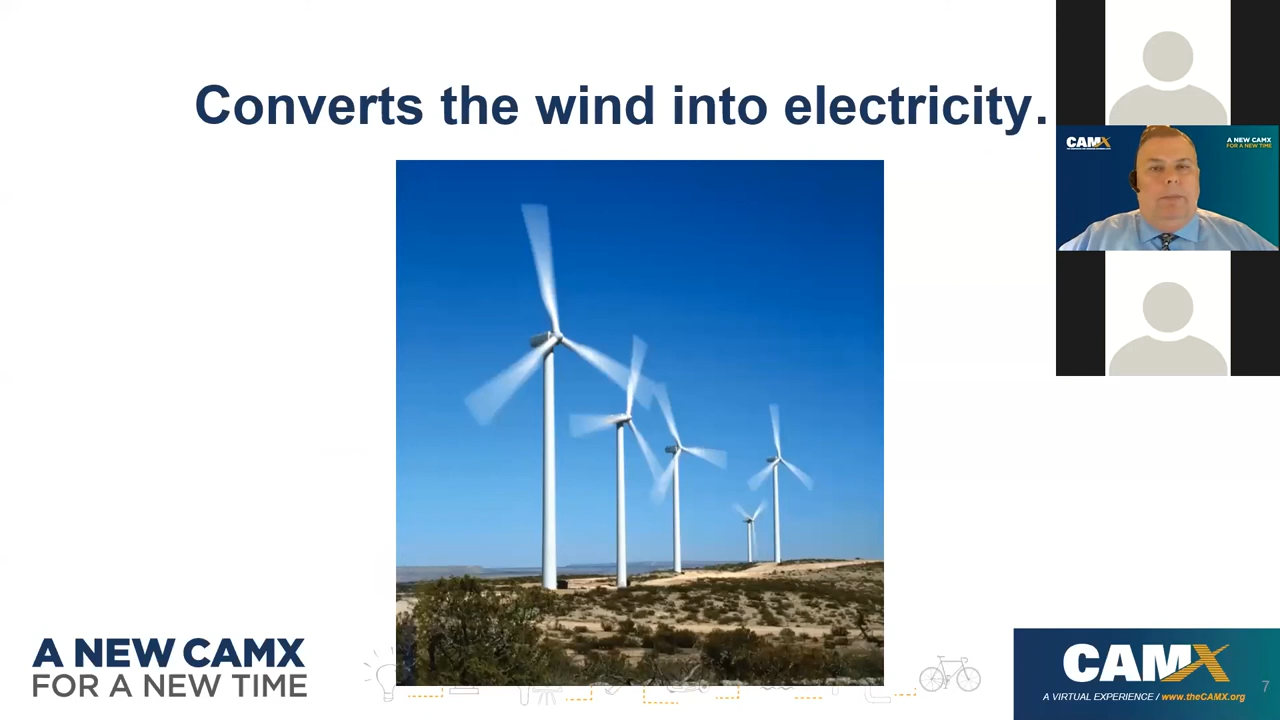 Converts the wind into electricity.
CAMX
A NEW CAMX
FOR A NEW TIME
A NEW CAMX
FOR A NEW TIME
CAMX
A VIRTUAL EXPERIENCE / www.theCAMX.org
7